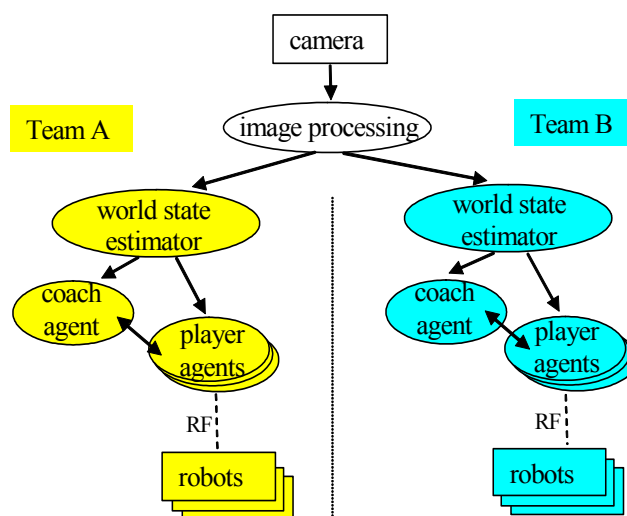 camera
Team A
image processing
Team B
world state
estimator
world state
estimator
coach
agent
player
agents
coach
agent
player
agents
RF
RF
robots
robots